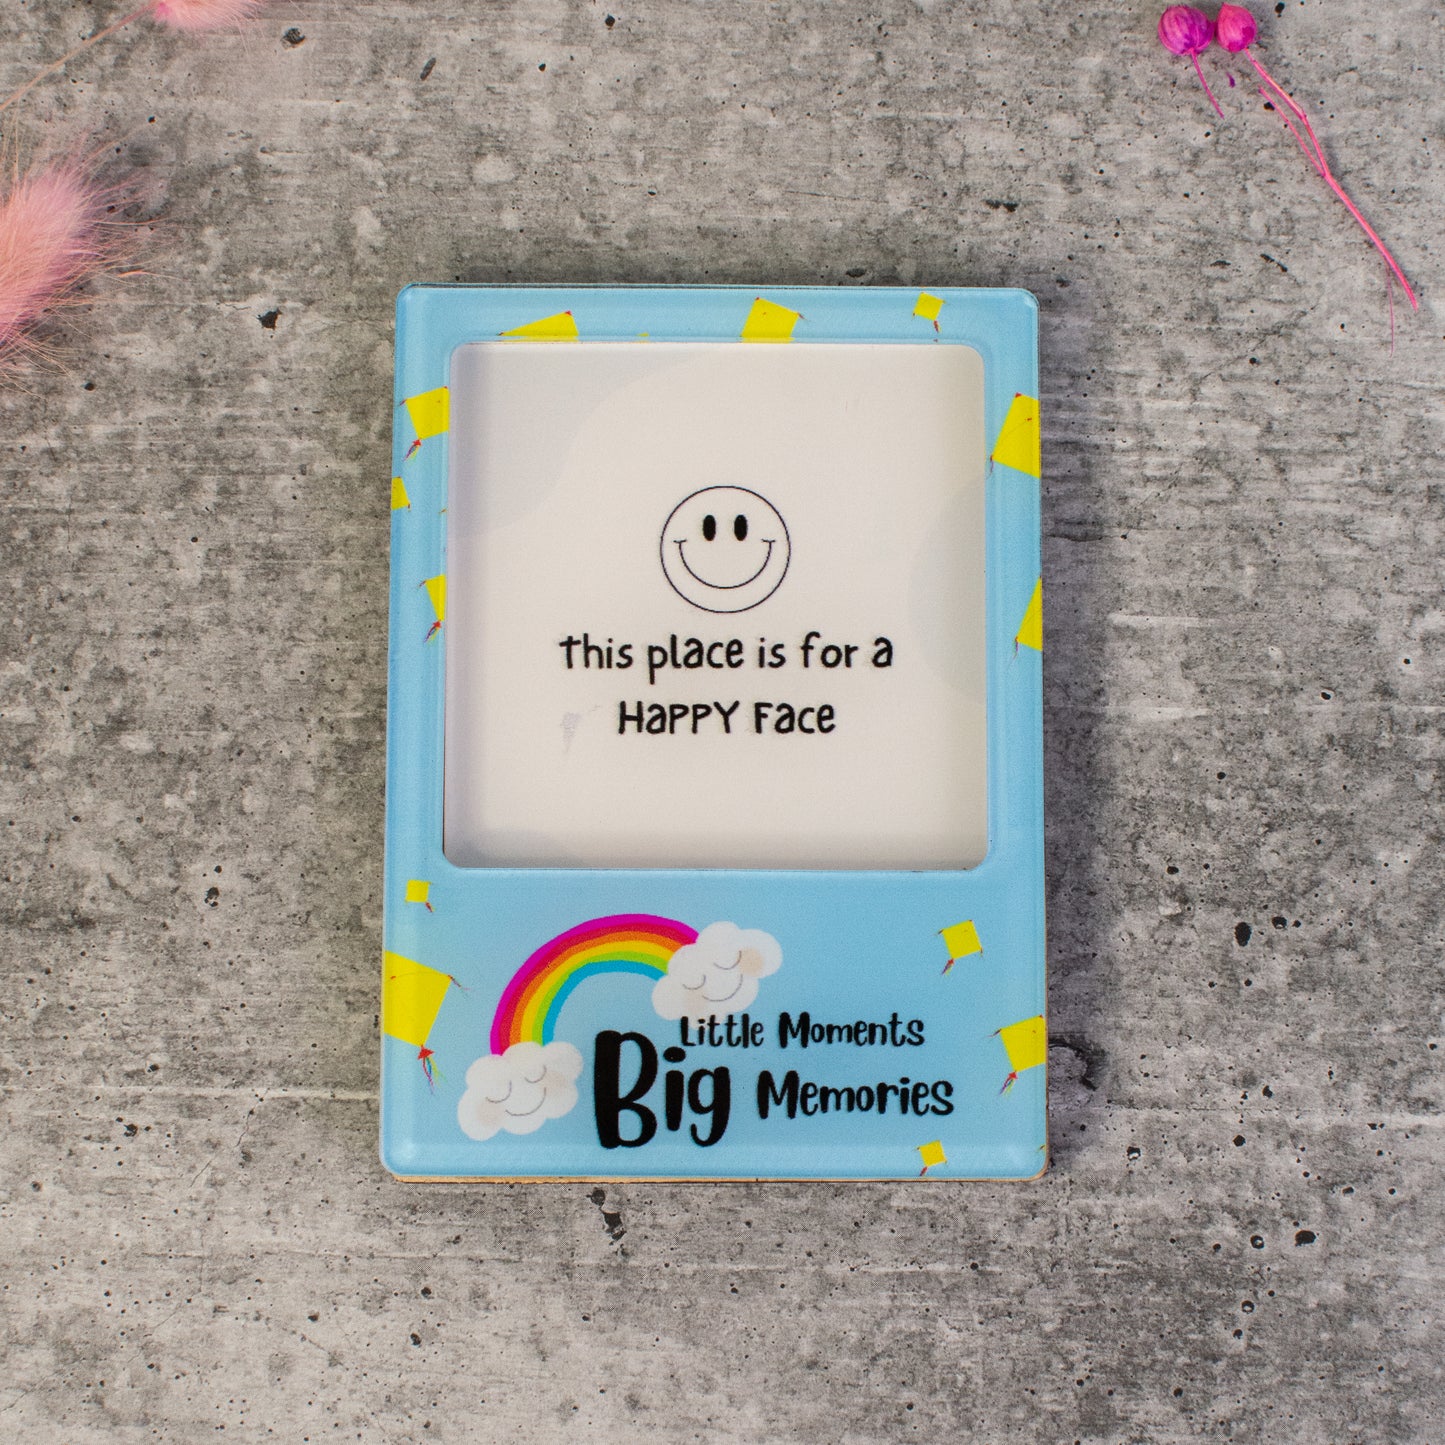 This place is for a
HAPPY FACE
Little Moments
Big Memories